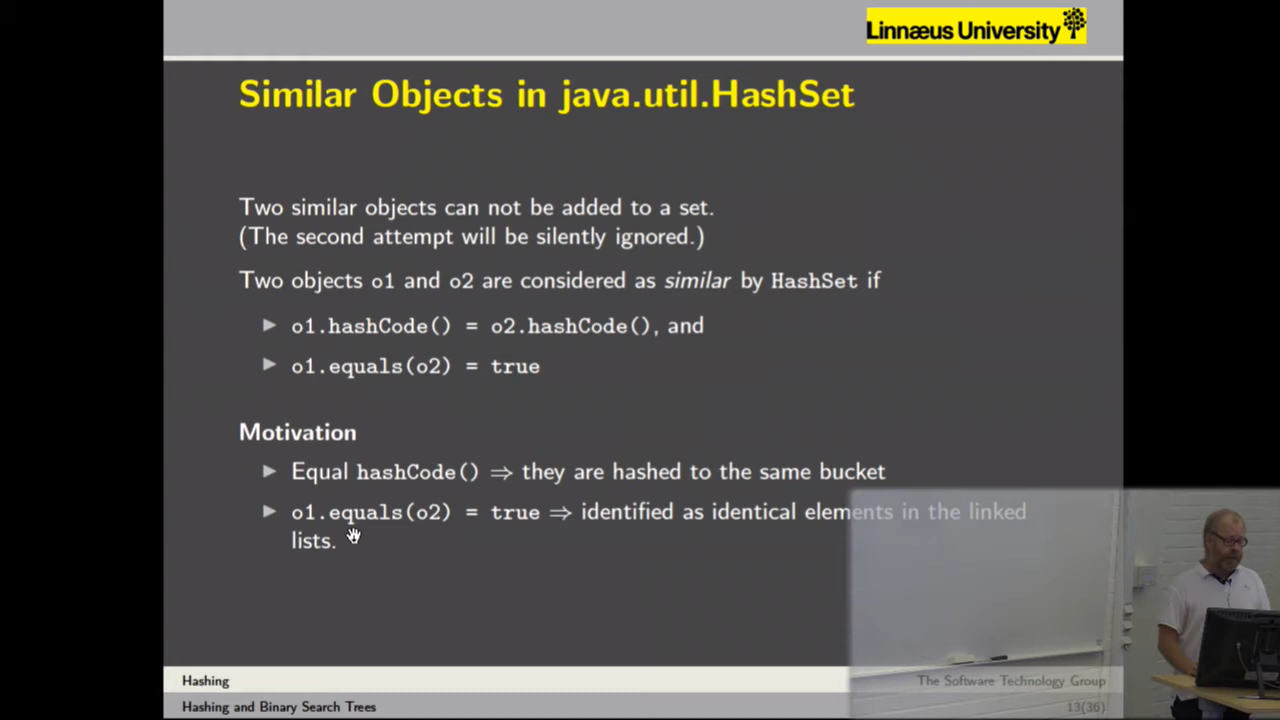 Linnæus University
Similar Objects in java.util.HashSet
Two similar objects can not be added to a set.
(The second attempt will be silently ignored.)
Two objects o1 and o2 are considered as similar by HashSet if
▶ o1.hashCode() = o2.hashCode(), and
▶ o1.equals(o2) = true
Motivation
▶ Equal hashCode() ⇒ they are hashed to the same bucket
▶ o1.equals(o2) = true ⇒ identified as identical elements in the linked
lists.
Hashing
The Software Technology Group
Hashing and Binary Search Trees
13(36)